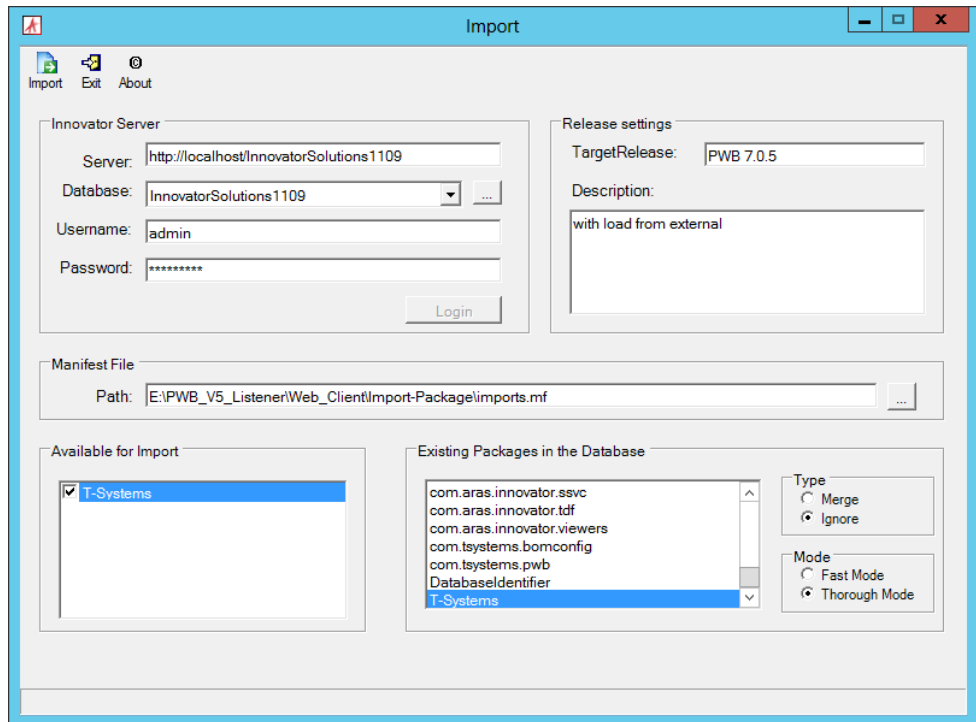 Import
Import Exit About
Innovator Server
Server: http://localhost/InnovatorSolutions1109
Database: InnovatorSolutions1109 ...
Username: admin
Password: *********
Login
Release settings
TargetRelease: PWB 7.0.5
Description:
with load from external
Manifest File
Path: E:\PWB_V5_Listener\Web_Client\Import-Package\imports.mf ...
Available for Import
T-Systems
Existing Packages in the Database
com.aras.innovator.ssvc
com.aras.innovator.tdf
com.aras.innovator.viewers
com.tsystems.bomconfig
com.tsystems.pwb
DatabaseIdentifier
T-Systems
Type
Merge
Ignore
Mode
Fast Mode
Thorough Mode